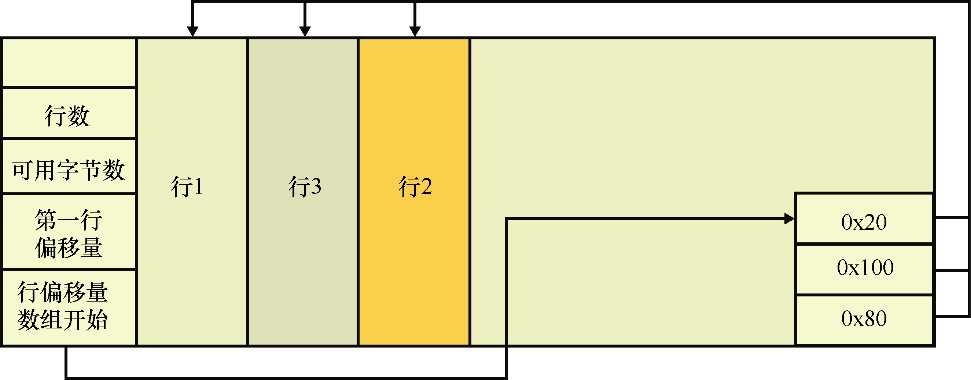 行数
可用字节数
第一行
偏移量
行偏移量
数组开始
行1
行3
行2
0x20
0x100
0x80